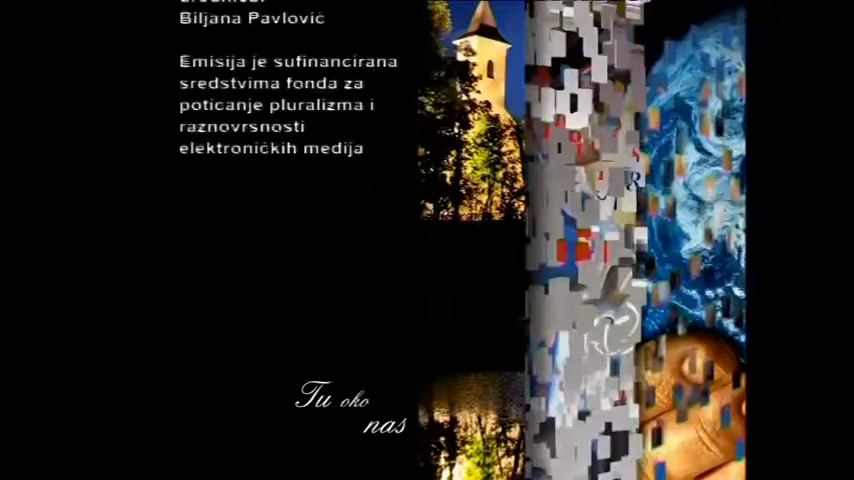 Biljana Pavlović
Emisija je sufinancirana
sredstvima fonda za
poticanje pluralizma i
raznovrsnosti
elektroničkih medija
Tu oko
nas